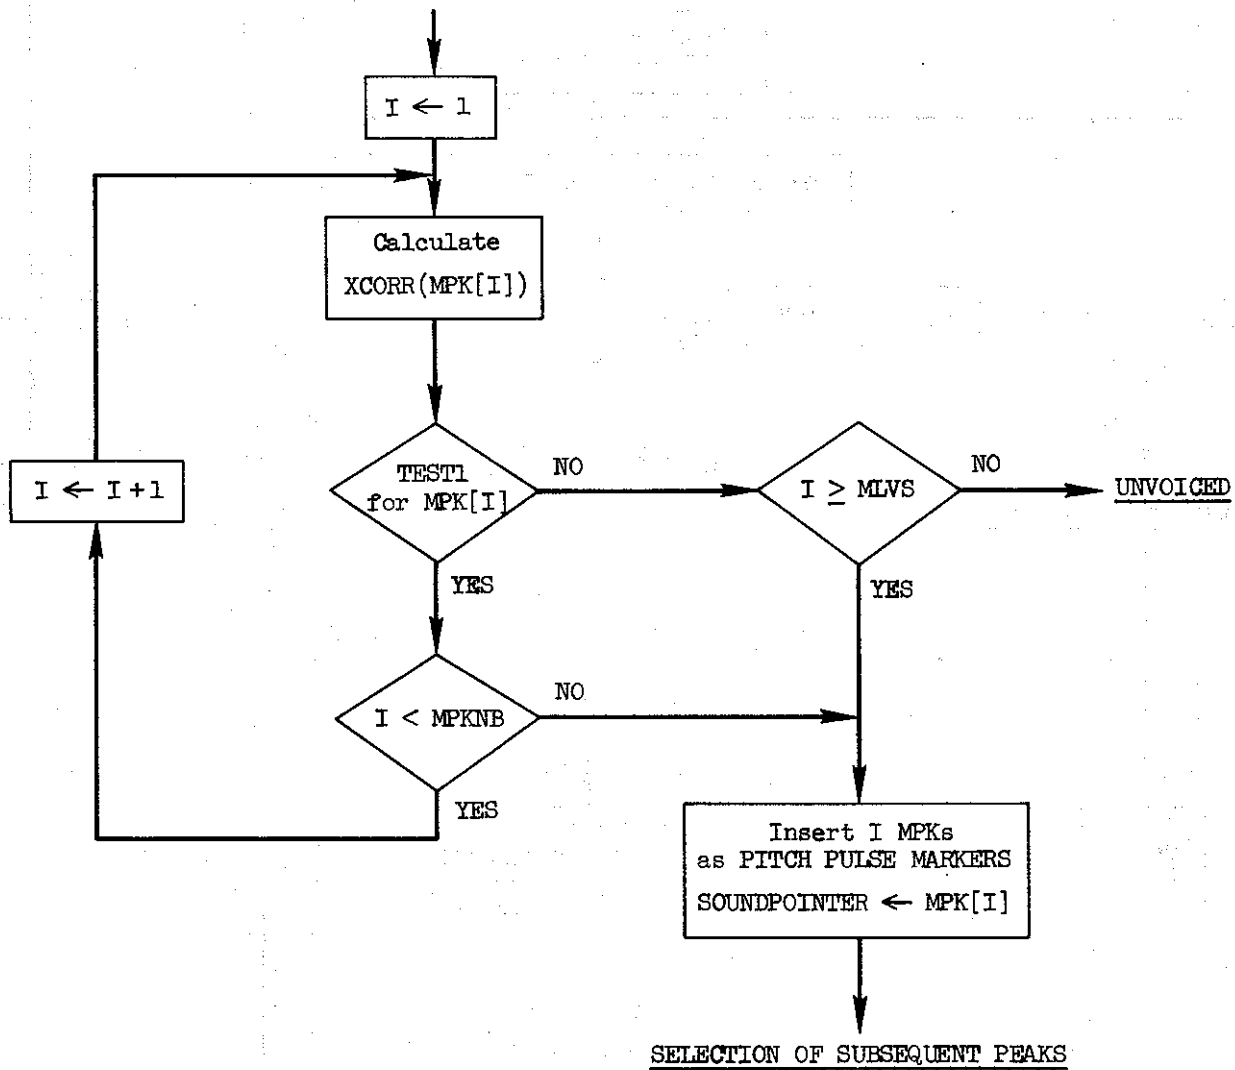 I ← 1
Calculate
XCORR(MPK[I])
TEST1
for MPK[I]
NO
I ≥ MLVS
NO
UNVOICED
I ← I+1
YES
YES
I < MPKNB
NO
YES
Insert I MPKs
as PITCH PULSE MARKERS
SOUNDPOINTER ← MPK[I]
SELECTION OF SUBSEQUENT PEAKS